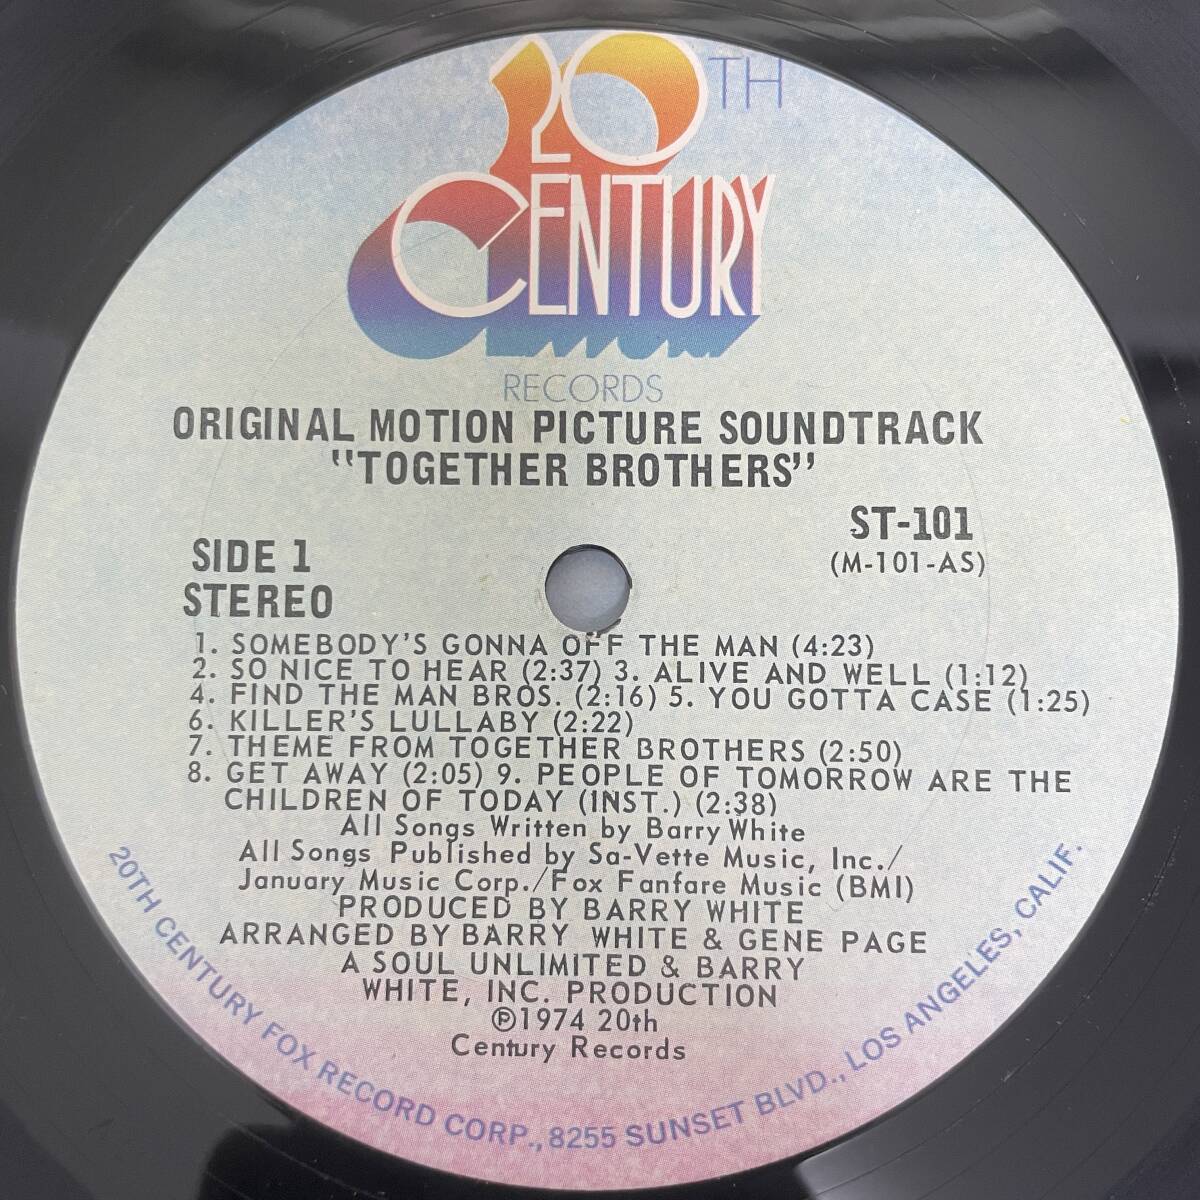 20TH
CENTURY
RECORDS
ORIGINAL MOTION PICTURE SOUNDTRACK
"TOGETHER BROTHERS"
ST-101
(M-101-AS)
SIDE 1
STEREO
1. SOMEBODY'S GONNA OFF THE MAN (4:23)
2. SO NICE TO HEAR (2:37) 3. ALIVE AND WELL (1:12)
4. FIND THE MAN BROS. (2:16) 5. YOU GOTTA CASE (1:25)
6. KILLER'S LULLABY (2:22)
7. THEME FROM TOGETHER BROTHERS (2:50)
8. GET AWAY (2:05) 9. PEOPLE OF TOMORROW ARE THE
CHILDREN OF TODAY (INST.) (2:38)
All Songs Written by Barry White
All Songs Published by Sa-Vette Music, Inc./
January Music Corp./Fox Fanfare Music (BMI)
PRODUCED BY BARRY WHITE
ARRANGED BY BARRY WHITE & GENE PAGE
A SOUL UNLIMITED & BARRY
WHITE, INC. PRODUCTION
℗1974 20th
Century Records
20TH CENTURY FOX RECORD CORP., 8255 SUNSET BLVD., LOS ANGELES, CALIF.